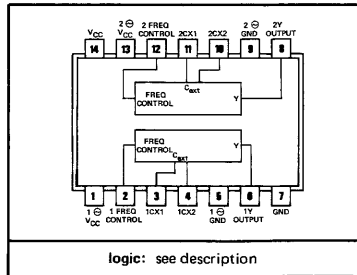 VCC 2 ⊖ VCC 2 FREQ CONTROL 2CX1 2CX2 2 ⊖ GND 2Y OUTPUT
14 13 12 11 10 9 8
Cext
FREQ CONTROL Y
FREQ CONTROL Y
Cext
1 2 3 4 5 6 7
1 ⊖ VCC 1 FREQ CONTROL 1CX1 1CX2 1 ⊖ GND 1Y OUTPUT GND
logic: see description